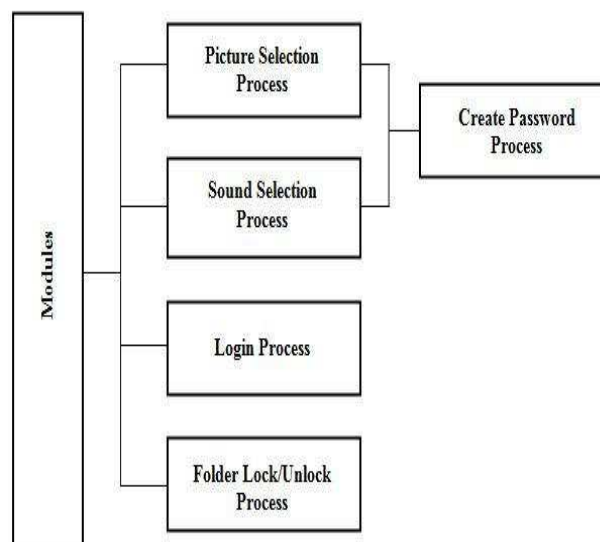 Modules
Picture Selection
Process
Sound Selection
Process
Login Process
Folder Lock/Unlock
Process
Create Password
Process